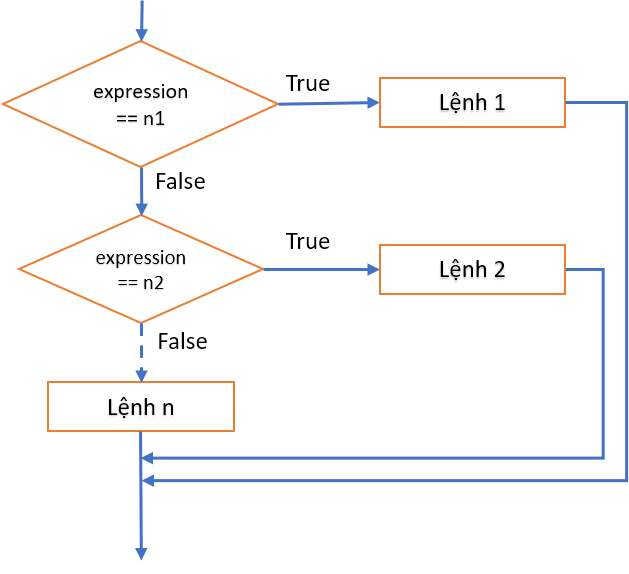 expression
== n1
True
Lệnh 1
False
expression
== n2
True
Lệnh 2
False
Lệnh n